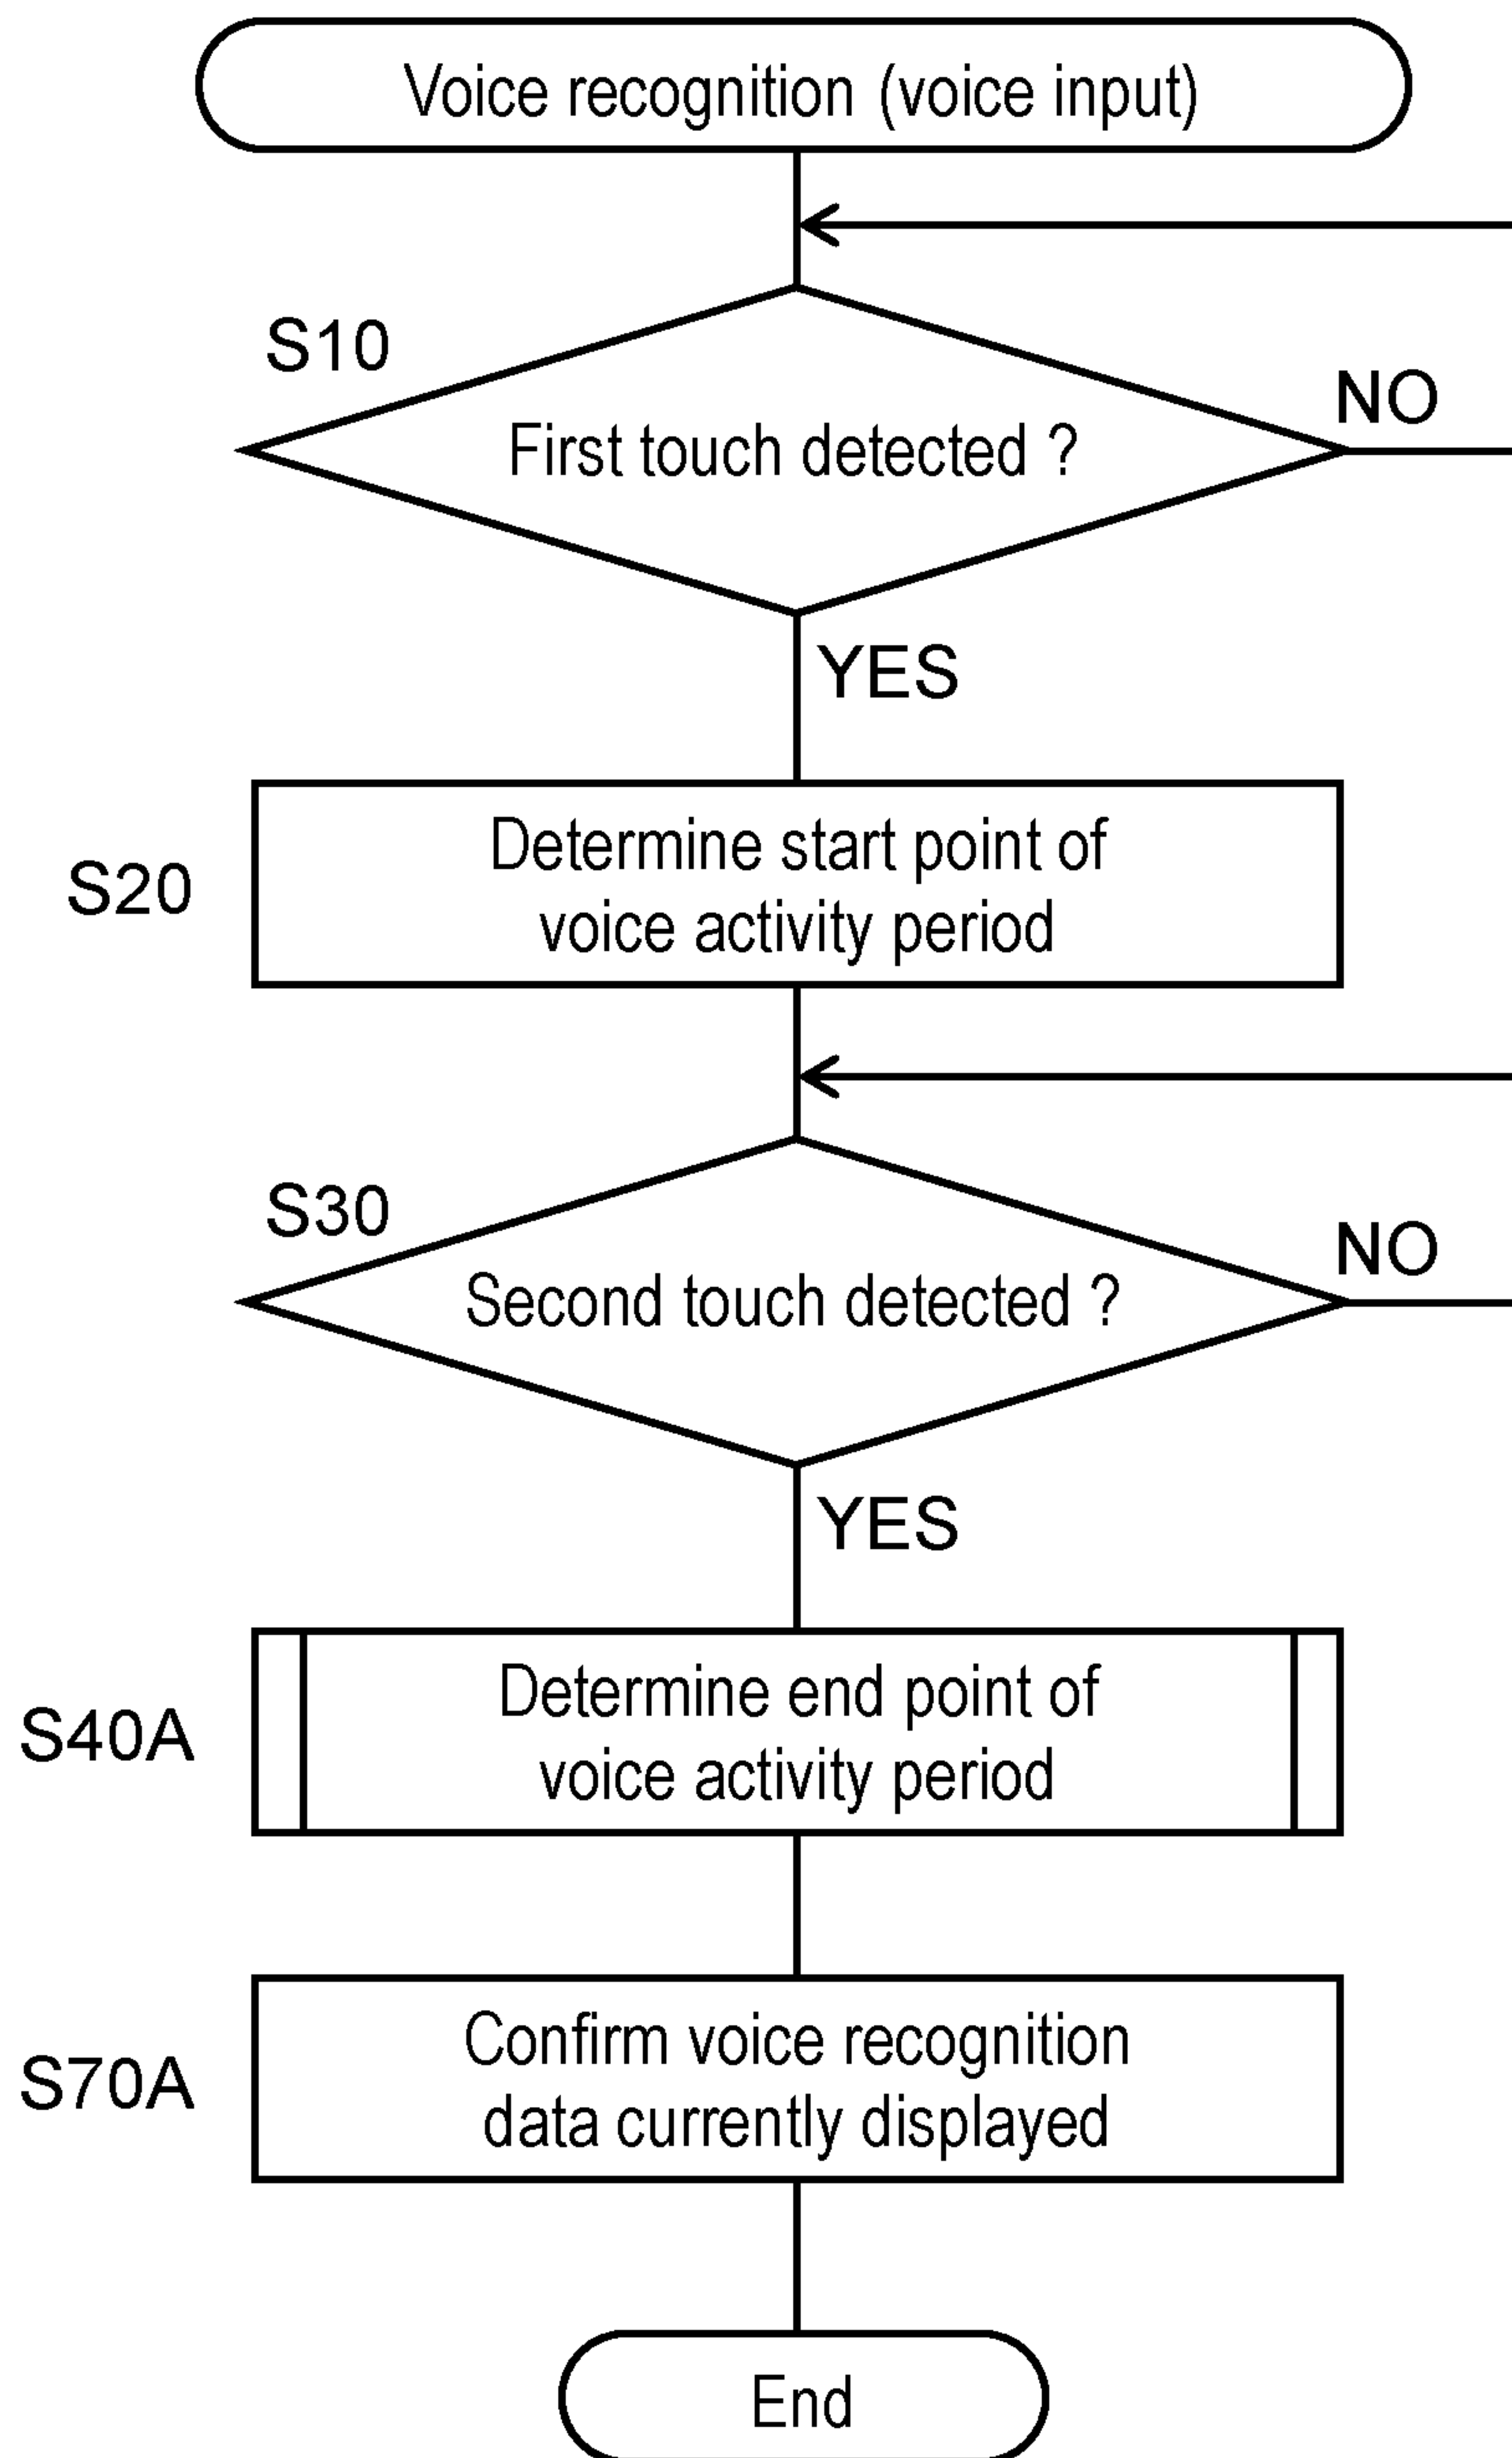 Voice recognition (voice input)
S10
NO
First touch detected ?
YES
Determine start point of
S20
voice activity period
S30
NO
Second touch detected ?
YES
Determine end point of
S40A
voice activity period
Confirm voice recognition
S70A
data currently displayed
End